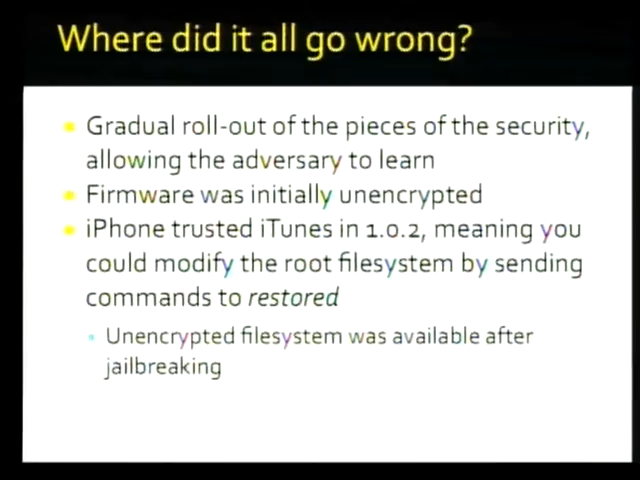 Where did it all go wrong?
Gradual roll-out of the pieces of the security,
allowing the adversary to learn
Firmware was initially unencrypted
iPhone trusted iTunes in 1.0.2, meaning you
could modify the root filesystem by sending
commands to restored
Unencrypted filesystem was available after
jailbreaking